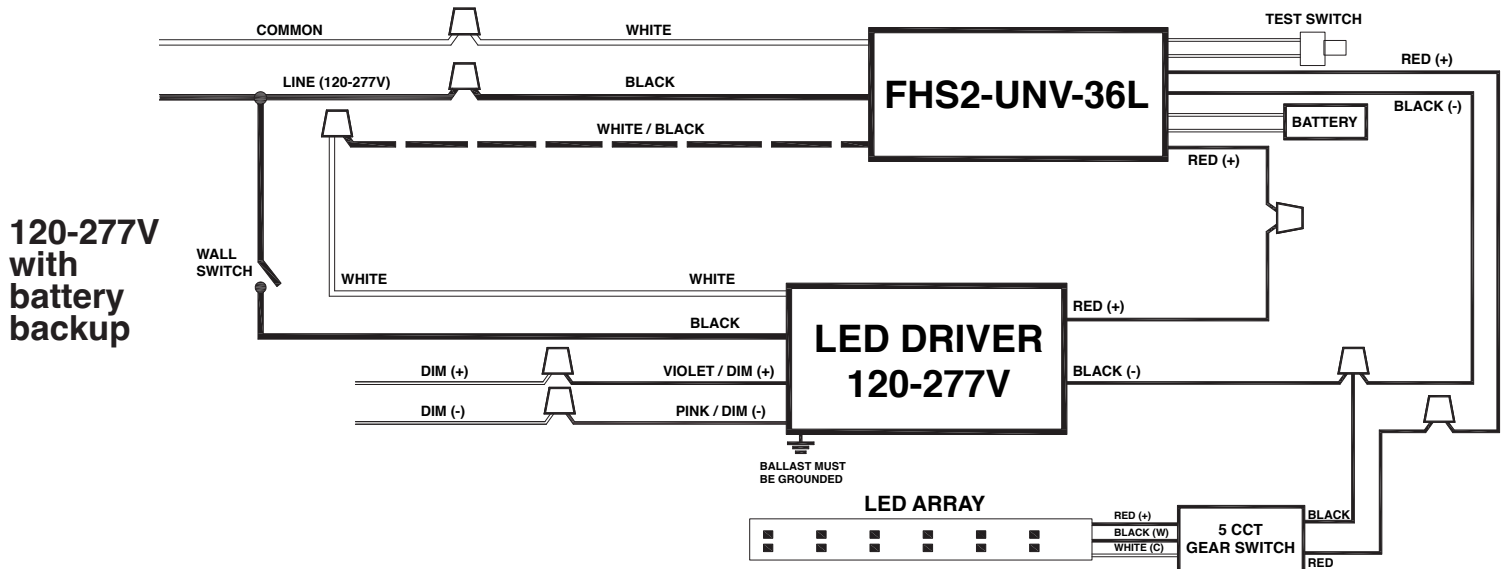 COMMON
WHITE
TEST SWITCH
RED (+)
LINE (120-277V)
BLACK
FHS2-UNV-36L
BLACK (-)
WHITE / BLACK
BATTERY
RED (+)
120-277V
with
battery
backup
WALL
SWITCH
WHITE
WHITE
BLACK
LED DRIVER
120-277V
RED (+)
BLACK (-)
DIM (+)
VIOLET / DIM (+)
DIM (-)
PINK / DIM (-)
BALLAST MUST
BE GROUNDED
LED ARRAY
RED (+)
BLACK (W)
WHITE (C)
5 CCT
GEAR SWITCH
BLACK
RED